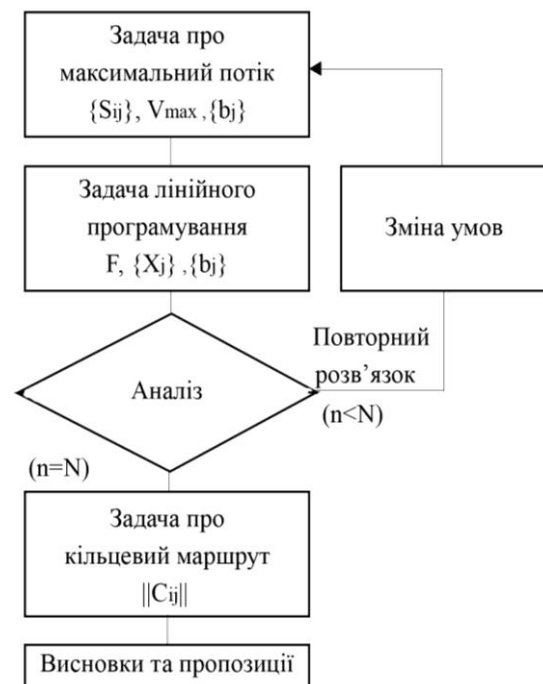 Задача про
максимальний потік
{Sij}, Vmax ,{bj}
Задача лінійного
програмування
F, {Xj} ,{bj}
Зміна умов
Повторний
розв’язок
Аналіз
(n<N)
(n=N)
Задача про
кільцевий маршрут
||Cij||
Висновки та пропозиції